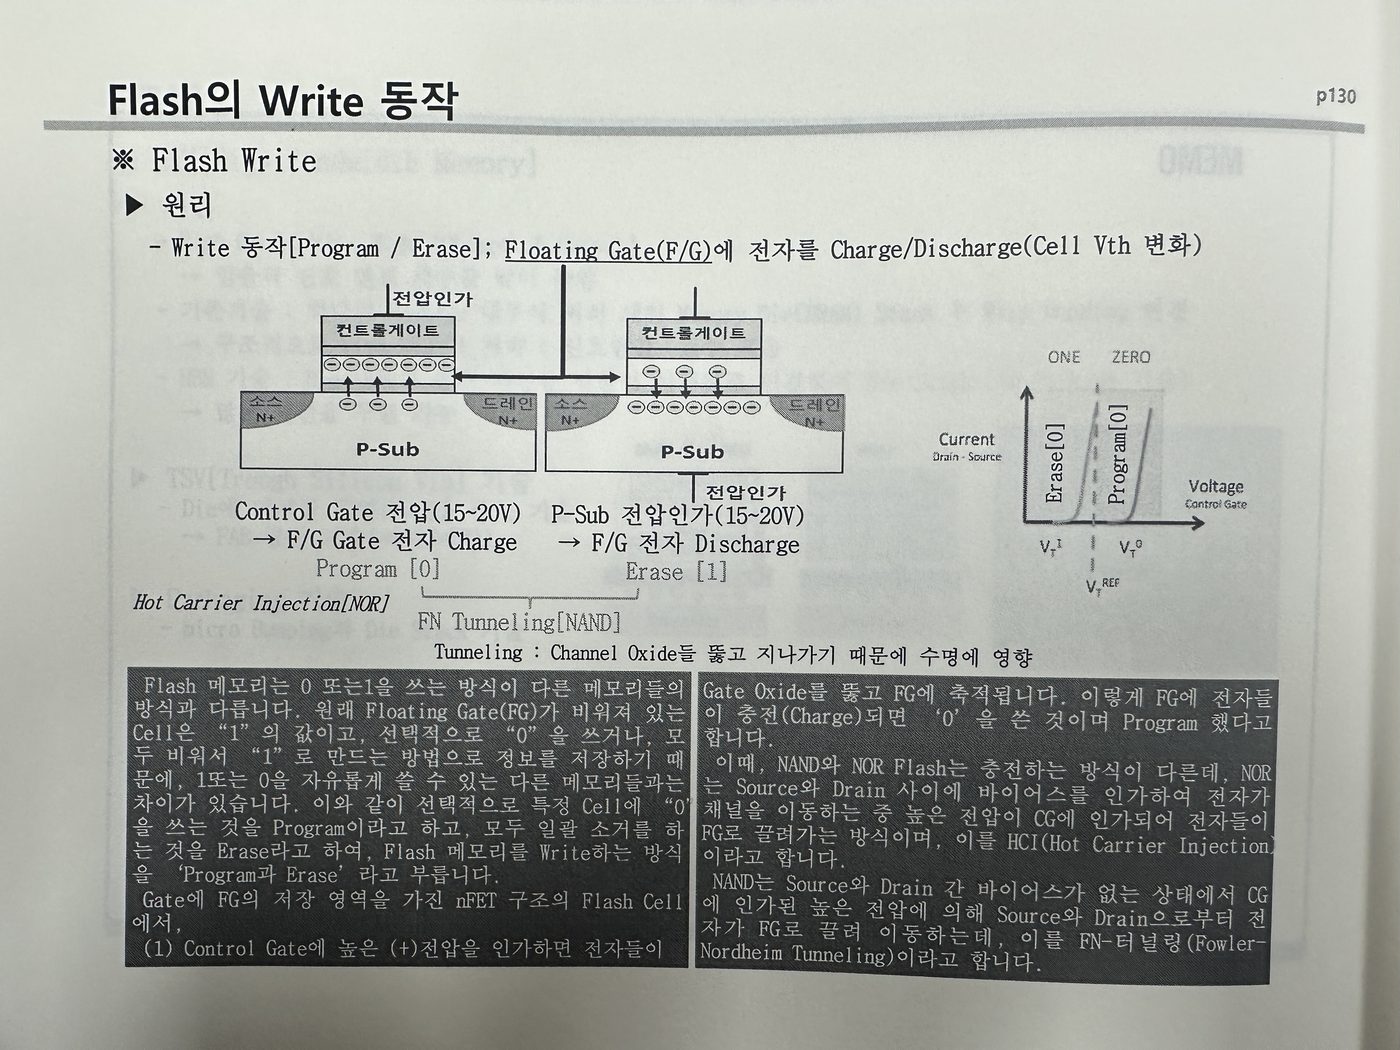 Flash의 Write 동작
p130
※ Flash Write
▶ 원리
- Write 동작[Program / Erase]; Floating Gate(F/G)에 전자를 Charge/Discharge(Cell Vth 변화)
전압인가
컨트롤게이트
소스
N+
드레인
N+
P-Sub
컨트롤게이트
소스
N+
드레인
N+
P-Sub
전압인가
Control Gate 전압(15~20V)
→ F/G Gate 전자 Charge
Program [0]
P-Sub 전압인가(15~20V)
→ F/G 전자 Discharge
Erase [1]
Hot Carrier Injection[NOR]
FN Tunneling[NAND]
Tunneling : Channel Oxide들 뚫고 지나가기 때문에 수명에 영향
ONE ZERO
Current
Drain - Source
Erase[0]
Program[0]
Voltage
Control Gate
VT1
VT0
VTREF
Flash 메모리는 0 또는1을 쓰는 방식이 다른 메모리들의
방식과 다릅니다. 원래 Floating Gate(FG)가 비워져 있는
Cell은 “1”의 값이고, 선택적으로 “0”을 쓰거나, 모
두 비워서 “1”로 만드는 방법으로 정보를 저장하기 때
문에, 1또는 0을 자유롭게 쓸 수 있는 다른 메모리들과는
차이가 있습니다. 이와 같이 선택적으로 특정 Cell에 “0”
을 쓰는 것을 Program이라고 하고, 모두 일괄 소거를 하
는 것을 Erase라고 하여, Flash 메모리를 Write하는 방식
을 ‘Program과 Erase’라고 부릅니다.
Gate에 FG의 저장 영역을 가진 nFET 구조의 Flash Cell
에서,
(1) Control Gate에 높은 (+)전압을 인가하면 전자들이
Gate Oxide를 뚫고 FG에 축적됩니다. 이렇게 FG에 전자들
이 충전(Charge)되면 ‘0’을 쓴 것이며 Program 했다고
합니다.
이때, NAND와 NOR Flash는 충전하는 방식이 다른데, NOR
는 Source와 Drain 사이에 바이어스를 인가하여 전자가
채널을 이동하는 중 높은 전압이 CG에 인가되어 전자들이
FG로 끌려가는 방식이며, 이를 HCI(Hot Carrier Injection)
이라고 합니다.
NAND는 Source와 Drain 간 바이어스가 없는 상태에서 CG
에 인가된 높은 전압에 의해 Source와 Drain으로부터 전
자가 FG로 끌려 이동하는데, 이를 FN-터널링(Fowler-
Nordheim Tunneling)이라고 합니다.